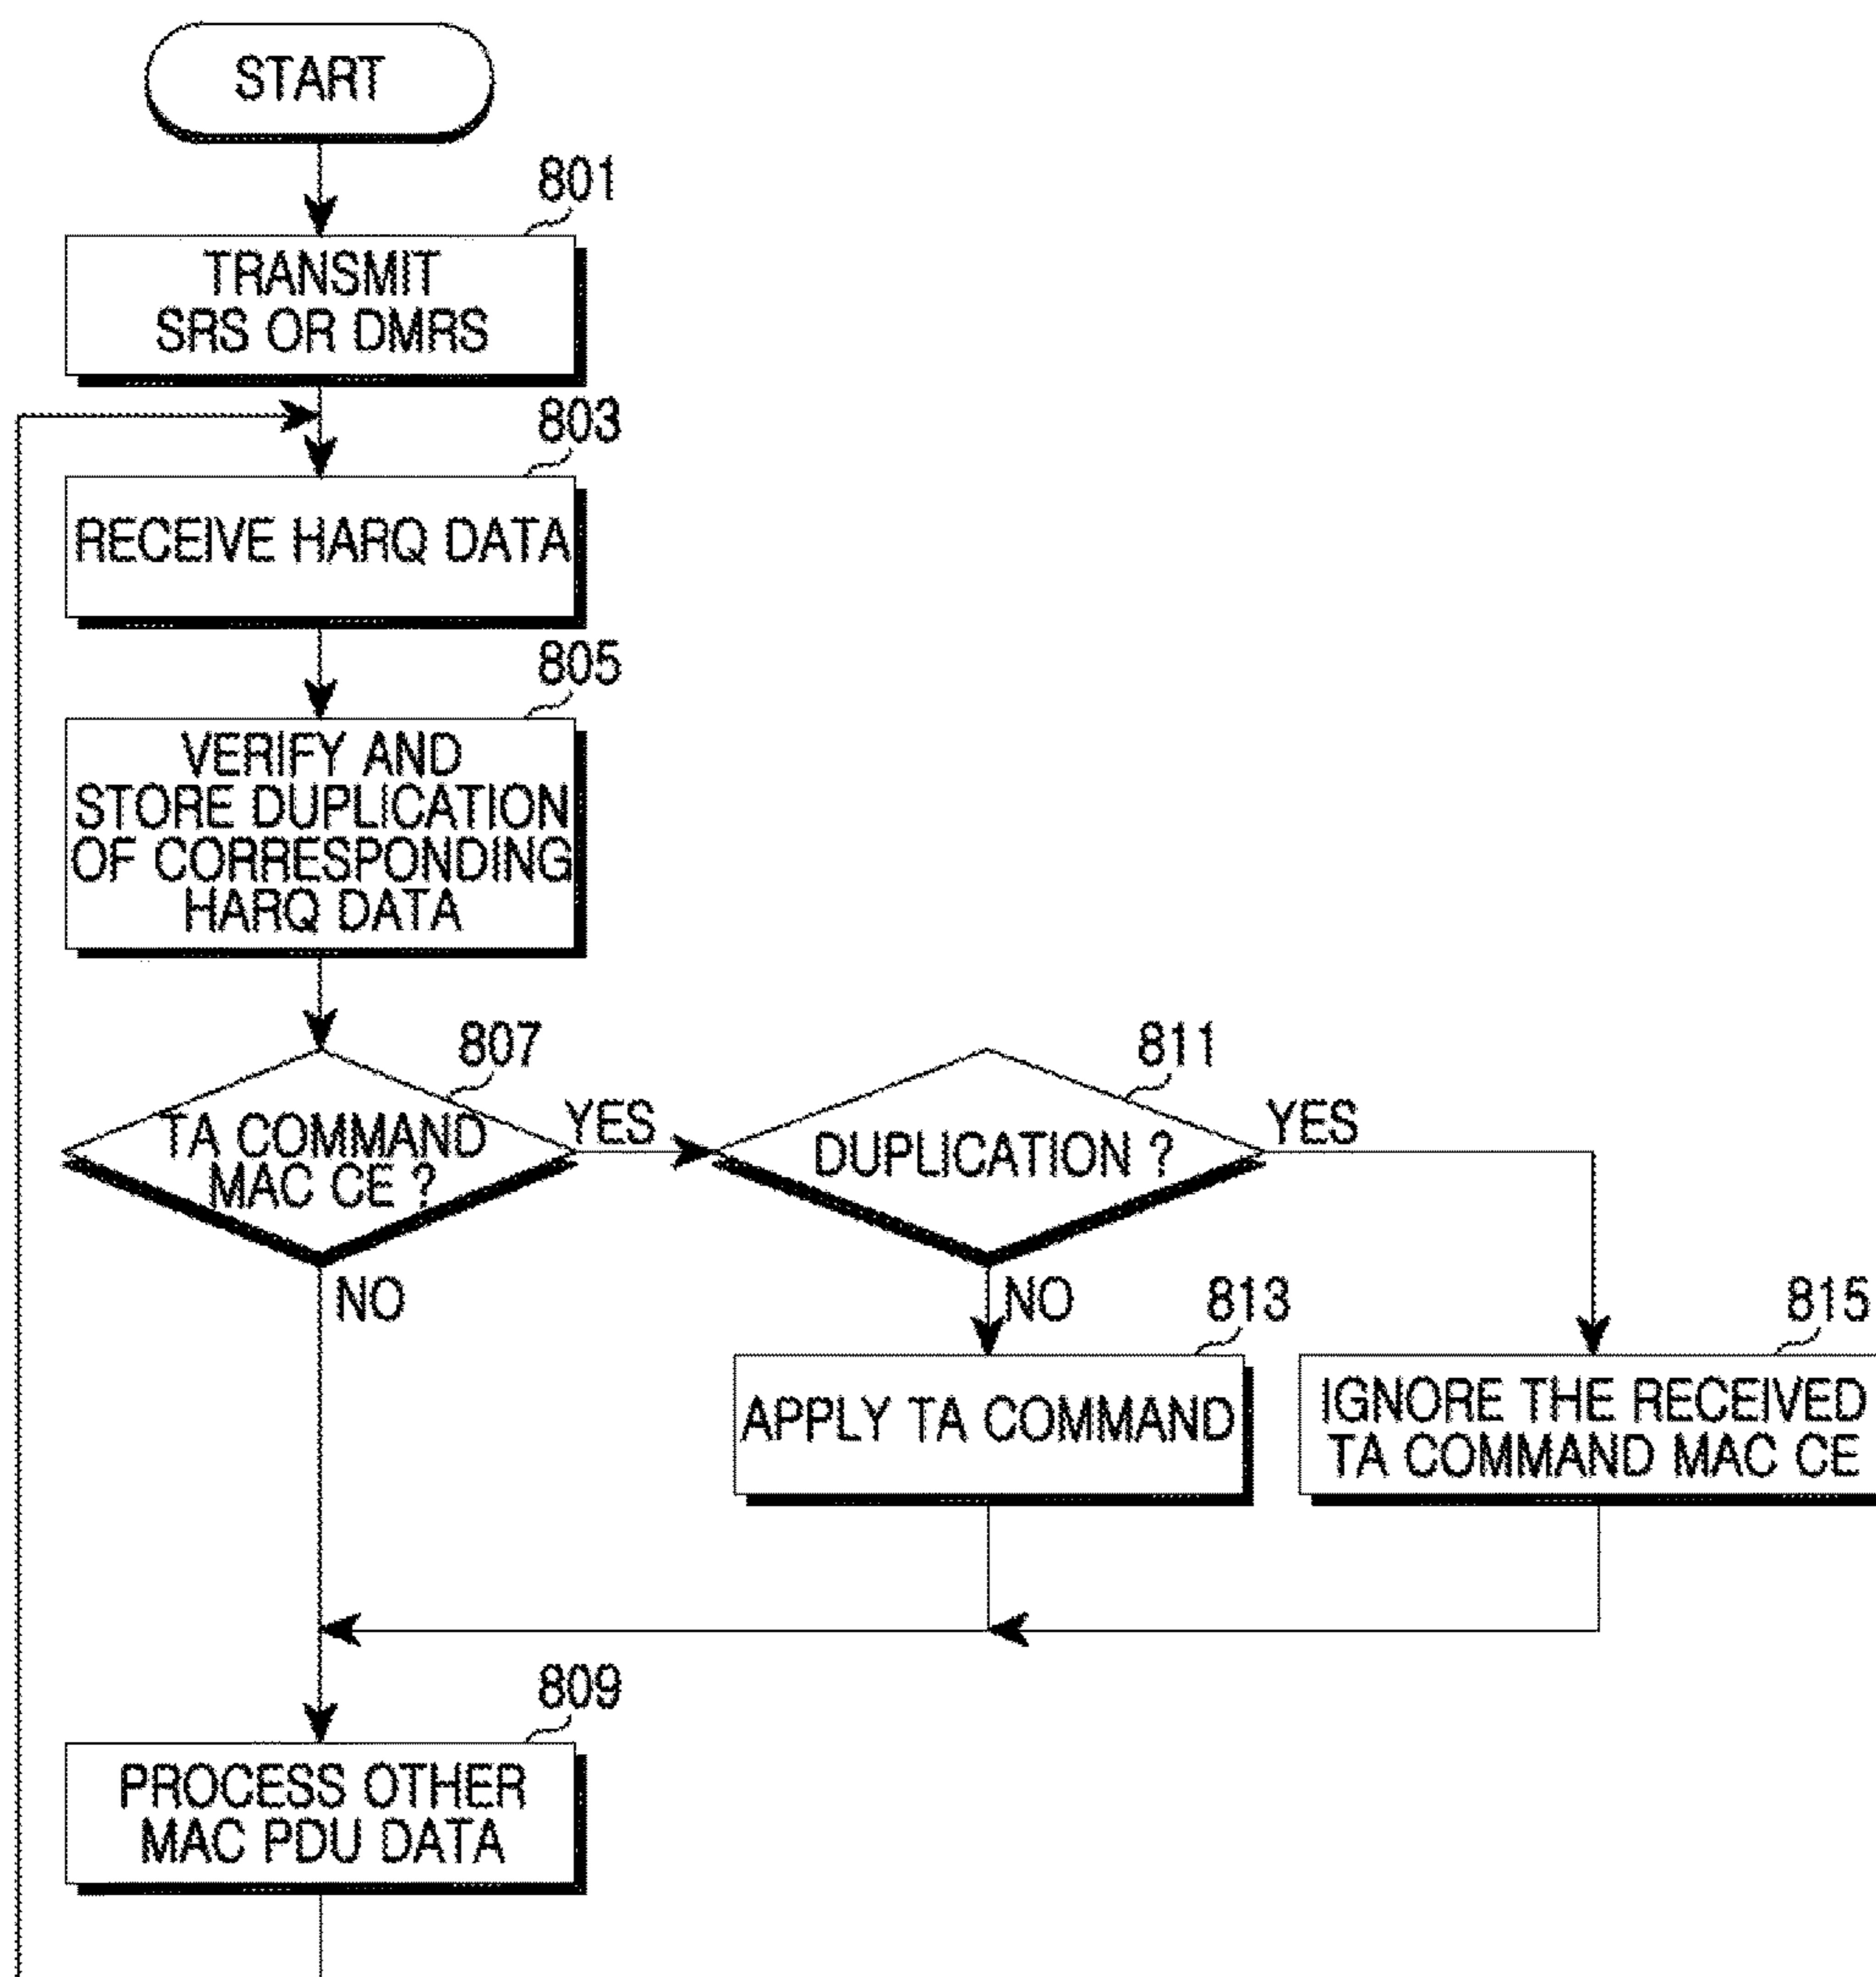 START
801
TRANSMIT
SRS OR DMRS
803
RECEIVE HARQ DATA
805
VERIFY AND
STORE DUPLICATION
OF CORRESPONDING
HARQ DATA
807
TA COMMAND
MAC CE ?
YES
NO
811
DUPLICATION ?
YES
NO
813
APPLY TA COMMAND
815
IGNORE THE RECEIVED
TA COMMAND MAC CE
809
PROCESS OTHER
MAC PDU DATA